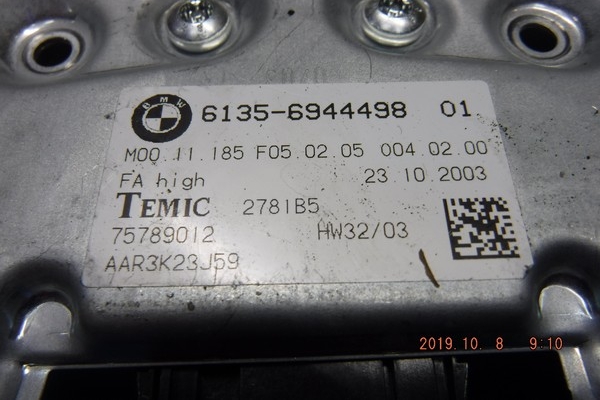 BMW
6135-6944498 01
M00.11.185 F05.02.05 004.02.00
FA high 23.10.2003
TEMIC 2781B5
75789012 HW32/03
AAR3K23J59
2019.10. 8 9:10